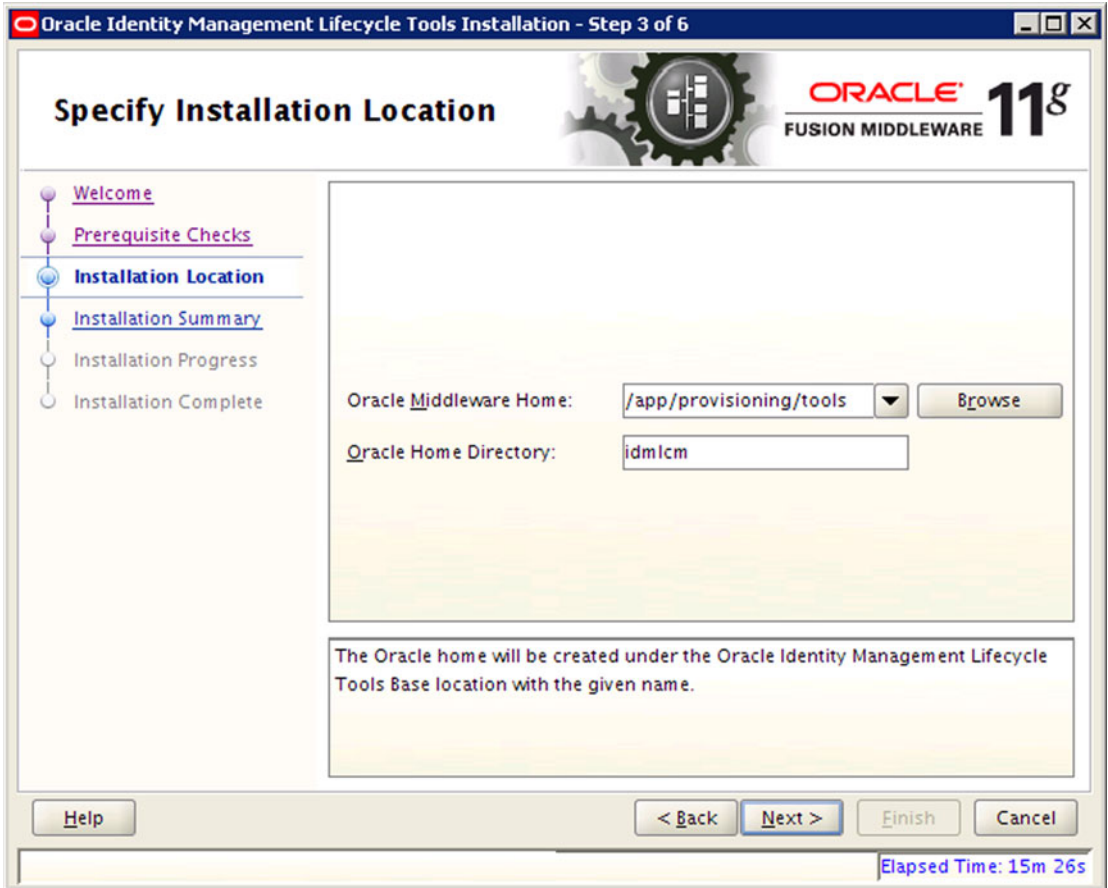 Oracle Identity Management Lifecycle Tools Installation - Step 3 of 6
Specify Installation Location
ORACLE®
FUSION MIDDLEWARE
11g
Welcome
Prerequisite Checks
Installation Location
Installation Summary
Installation Progress
Installation Complete
Oracle Middleware Home: /app/provisioning/tools Browse
Oracle Home Directory: idmlcm
The Oracle home will be created under the Oracle Identity Management Lifecycle
Tools Base location with the given name.
Help < Back Next > Finish Cancel
Elapsed Time: 15m 26s